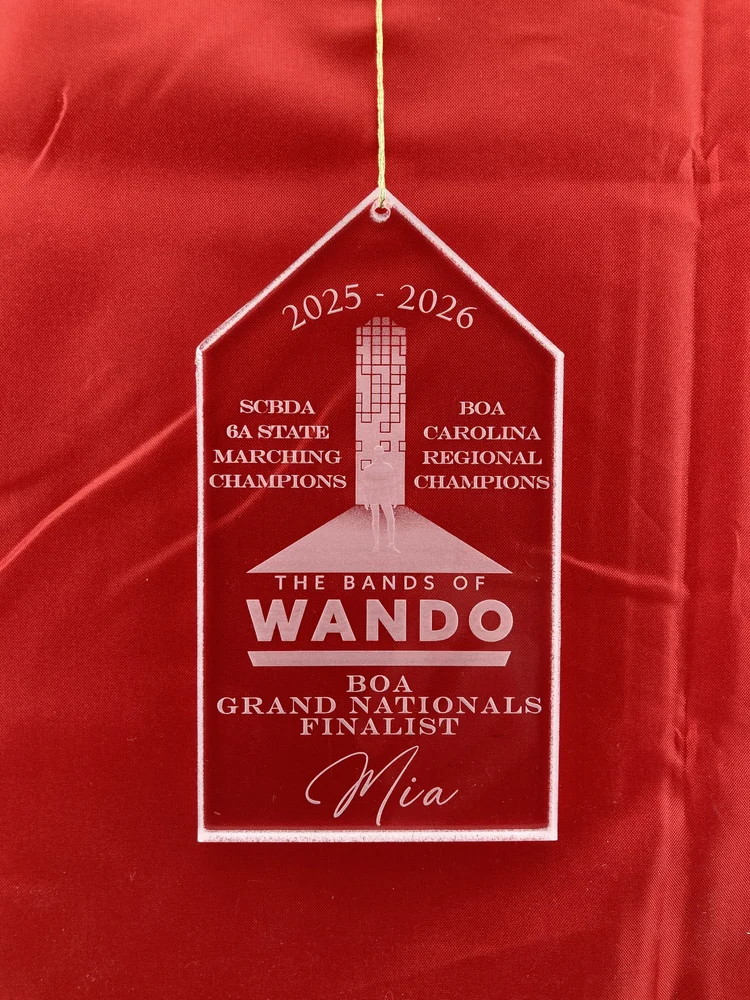 2025 - 2026
SCBDA
6A STATE
MARCHING
CHAMPIONS
BOA
CAROLINA
REGIONAL
CHAMPIONS
THE BANDS OF
WANDO
BOA
GRAND NATIONALS
FINALIST
Mia